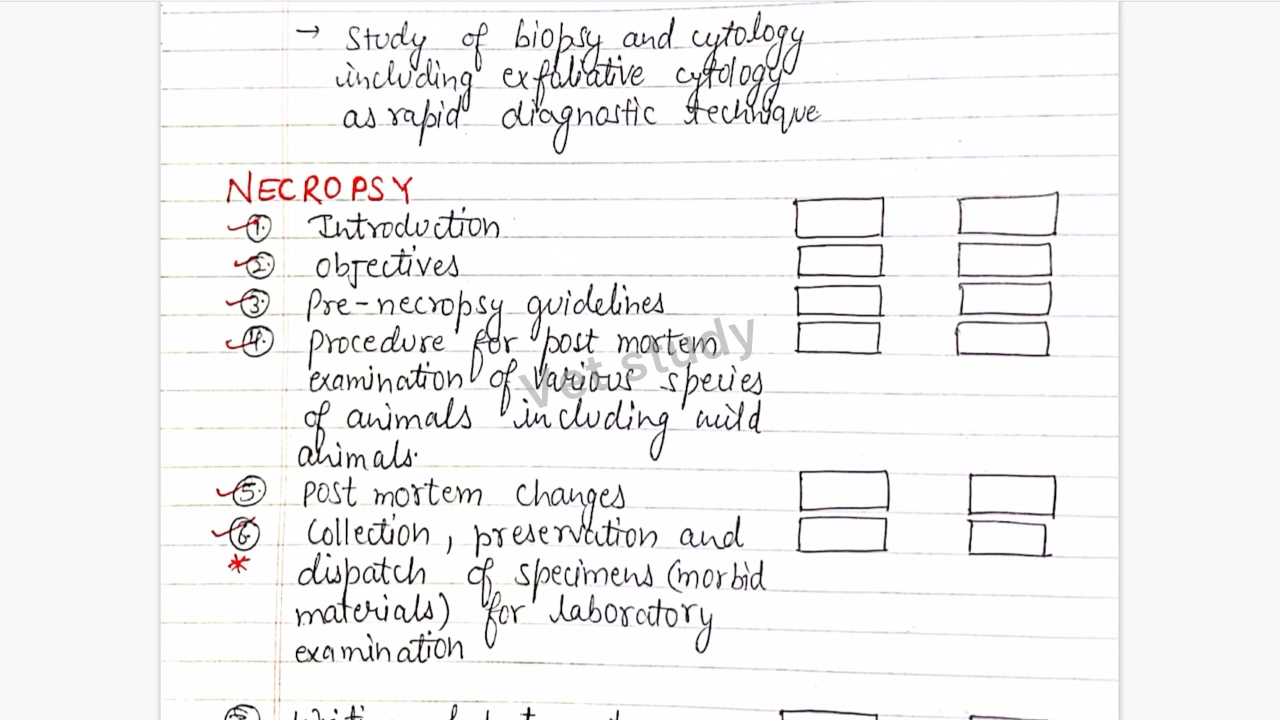 → Study of biopsy and cytology
including exfoliative cytology
as rapid diagnostic technique.
NECROPSY
1. Introduction
2. objectives
3. Pre-necropsy guidelines
4. Procedure for post mortem
examination of various species
of animals including wild
animals.
5. Post mortem changes
6. Collection, preservation and
* dispatch of specimens (morbid
materials) for laboratory
examination
Vet study